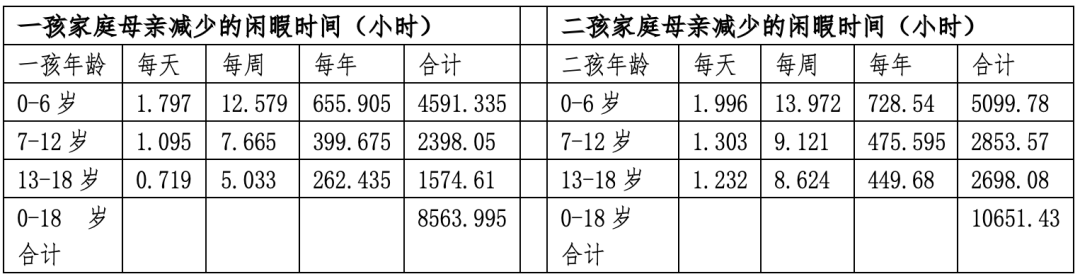 一孩家庭母亲减少的闲暇时间（小时） 二孩家庭母亲减少的闲暇时间（小时）
一孩年龄 每天 每周 每年 合计 二孩年龄 每天 每周 每年 合计
0-6 岁 1.797 12.579 655.905 4591.335 0-6 岁 1.996 13.972 728.54 5099.78
7-12 岁 1.095 7.665 399.675 2398.05 7-12 岁 1.303 9.121 475.595 2853.57
13-18 岁 0.719 5.033 262.435 1574.61 13-18 岁 1.232 8.624 449.68 2698.08
0-18 岁 8563.995 0-18 岁 10651.43
合计 合计